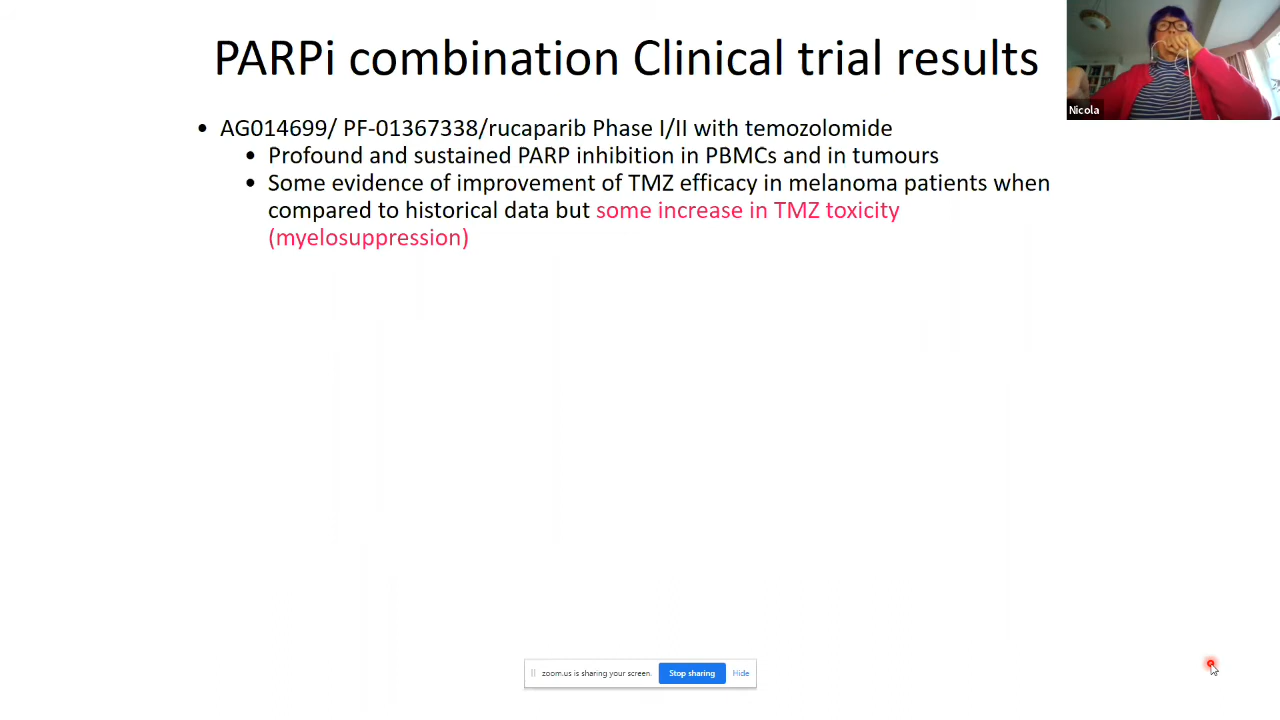 PARPi combination Clinical trial results
Nicola
• AG014699/ PF-01367338/rucaparib Phase I/II with temozolomide
• Profound and sustained PARP inhibition in PBMCs and in tumours
• Some evidence of improvement of TMZ efficacy in melanoma patients when
compared to historical data but some increase in TMZ toxicity
(myelosuppression)
zoom.us is sharing your screen. Stop sharing Hide